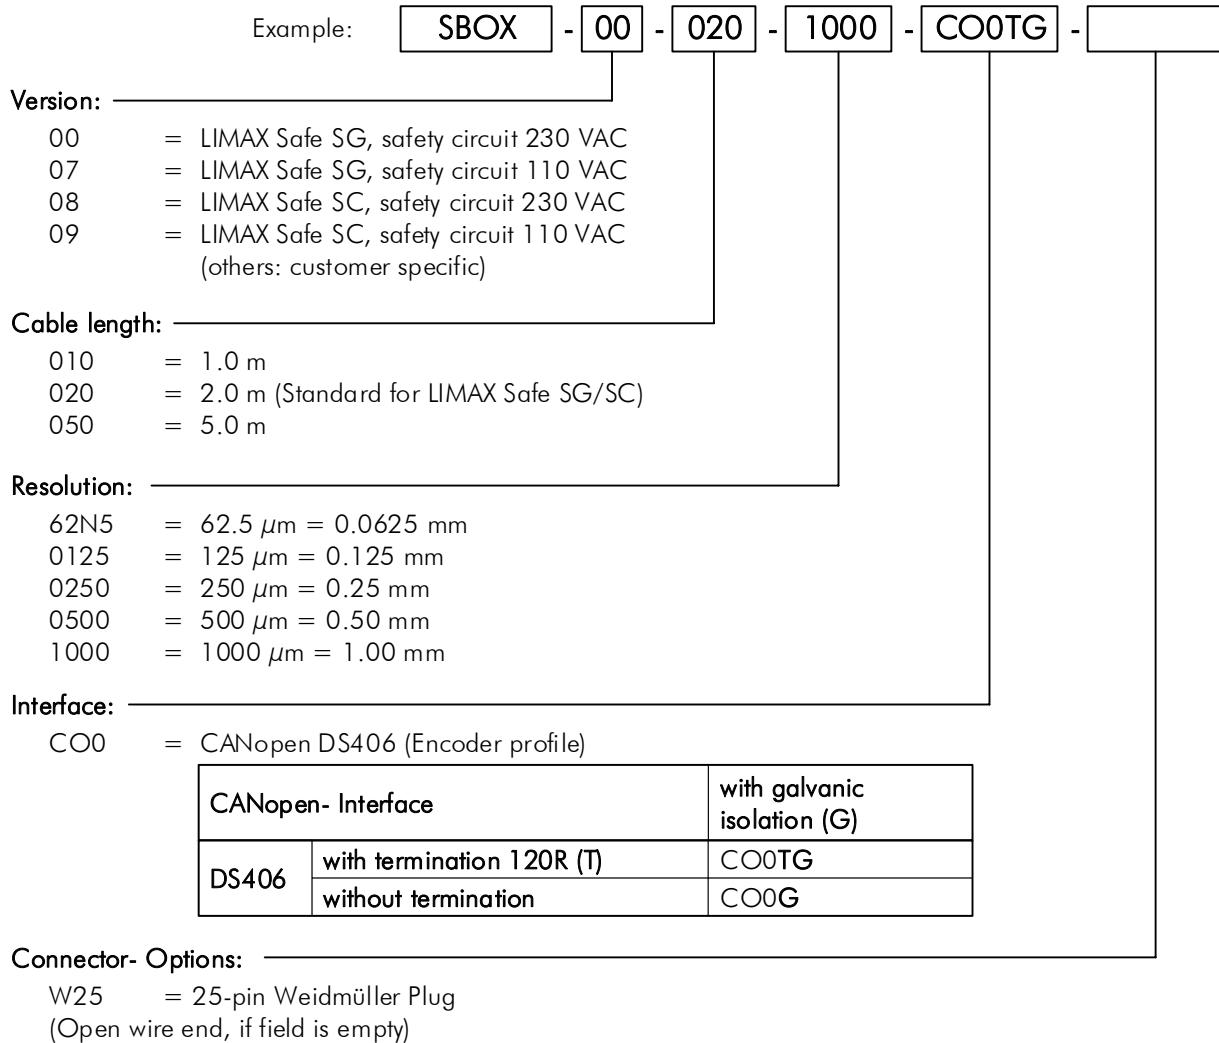 Example: SBOX - 00 - 020 - 1000 - CO0TG -
Version:
00 = LIMAX Safe SG, safety circuit 230 VAC
07 = LIMAX Safe SG, safety circuit 110 VAC
08 = LIMAX Safe SC, safety circuit 230 VAC
09 = LIMAX Safe SC, safety circuit 110 VAC
(others: customer specific)
Cable length:
010 = 1.0 m
020 = 2.0 m (Standard for LIMAX Safe SG/SC)
050 = 5.0 m
Resolution:
62N5 = 62.5 µm = 0.0625 mm
0125 = 125 µm = 0.125 mm
0250 = 250 µm = 0.25 mm
0500 = 500 µm = 0.50 mm
1000 = 1000 µm = 1.00 mm
Interface:
CO0 = CANopen DS406 (Encoder profile)
CANopen- Interface
with galvanic
isolation (G)
DS406
with termination 120R (T) CO0TG
without termination CO0G
Connector- Options:
W25 = 25-pin Weidmüller Plug
(Open wire end, if field is empty)